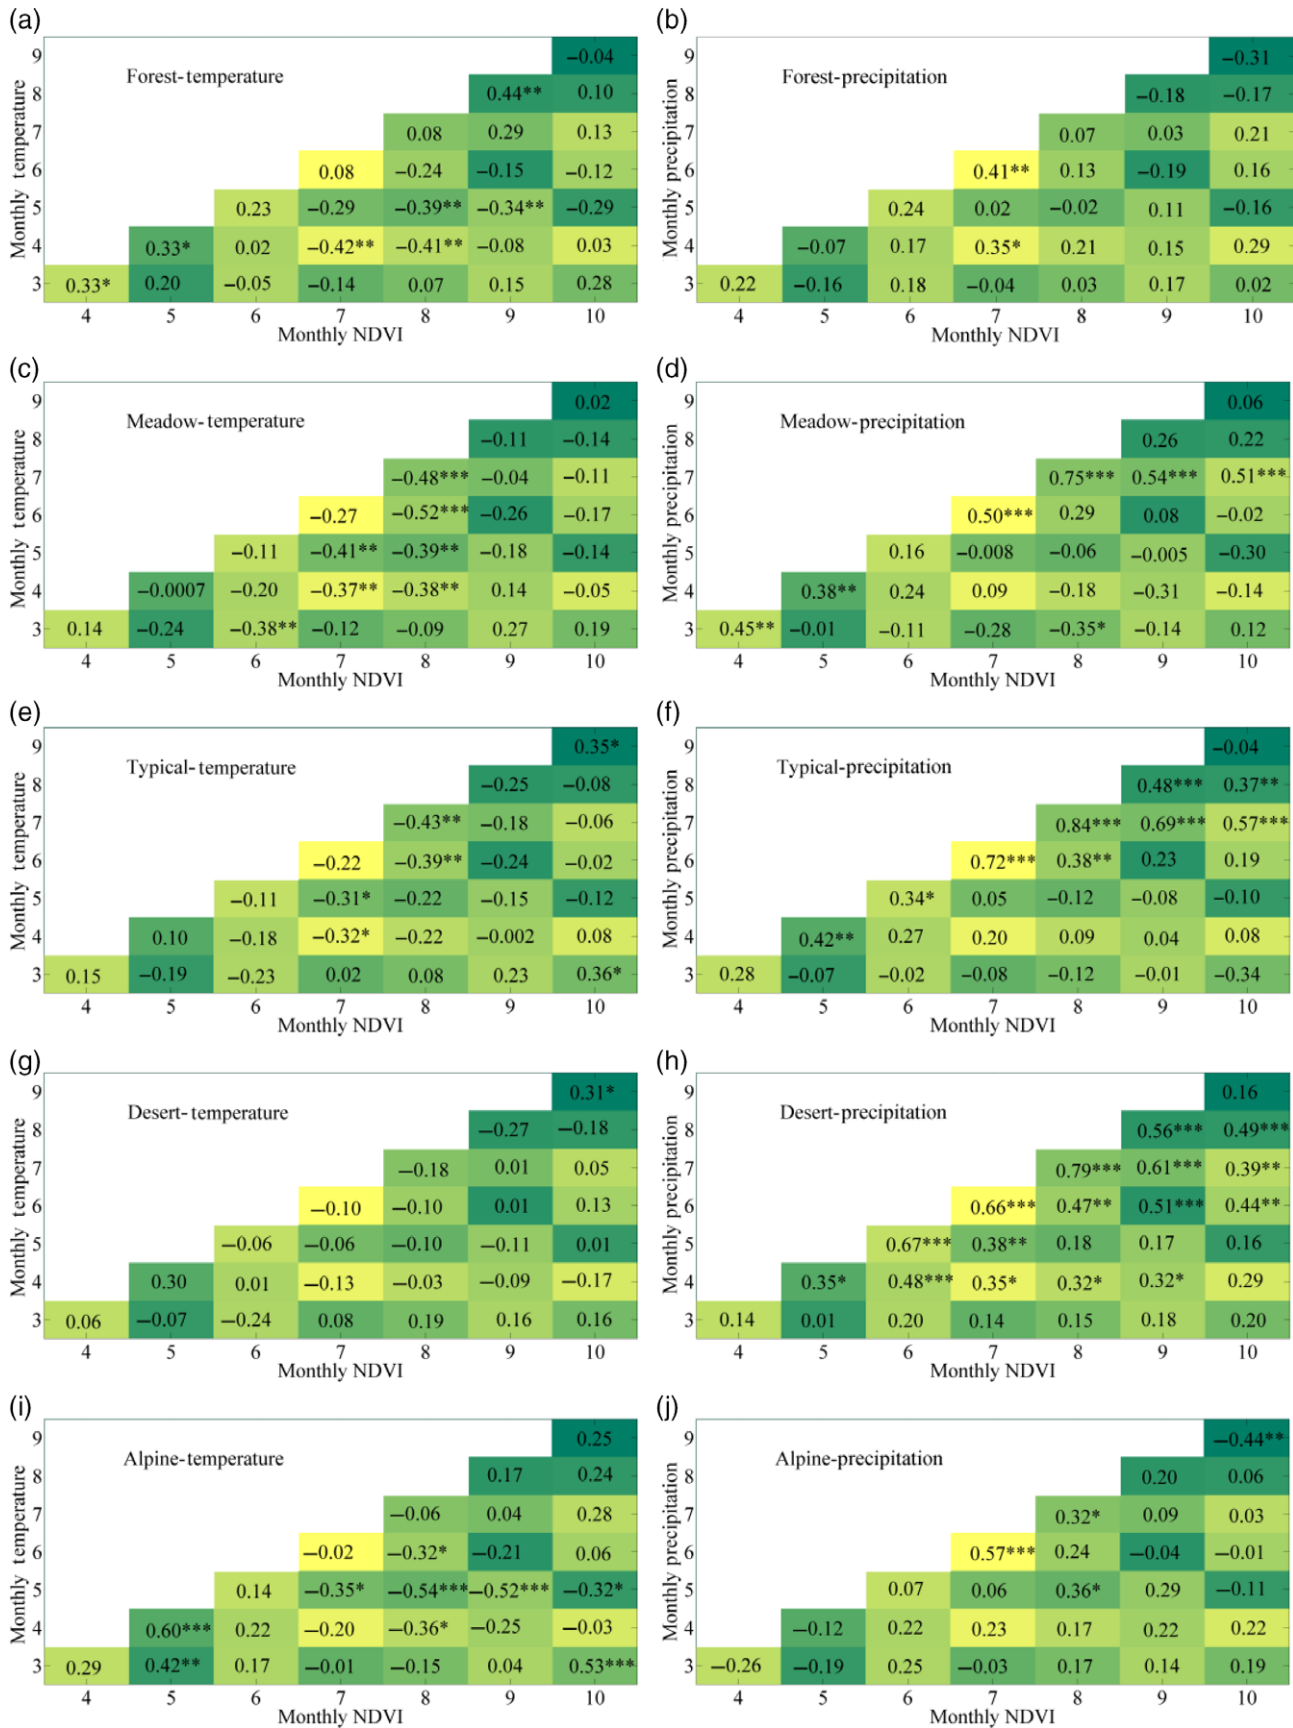 (a)
Monthly temperature
Forest-temperature
9 −0.04
8 0.44** 0.10
7 0.08 0.29 0.13
6 0.08 −0.24 −0.15 −0.12
5 0.23 −0.29 −0.39** −0.34** −0.29
4 0.33* 0.02 −0.42** −0.41** −0.08 0.03
3 0.33* 0.20 −0.05 −0.14 0.07 0.15 0.28
4 5 6 7 8 9 10
Monthly NDVI
(b)
Monthly precipitation
Forest-precipitation
−0.31
8 −0.18 −0.17
7 0.07 0.03 0.21
6 0.41** 0.13 −0.19 0.16
5 0.24 0.02 −0.02 0.11 −0.16
4 −0.07 0.17 0.35* 0.21 0.15 0.29
3 0.22 −0.16 0.18 −0.04 0.03 0.17 0.02
4 5 6 7 8 9 10
Monthly NDVI
(c)
Monthly temperature
Meadow-temperature
9 0.02
8 −0.11 −0.14
7 −0.48*** −0.04 −0.11
6 −0.27 −0.52*** −0.26 −0.17
5 −0.11 −0.41** −0.39** −0.18 −0.14
4 −0.0007 −0.20 −0.37** −0.38** 0.14 −0.05
3 0.14 −0.24 −0.38** −0.12 −0.09 0.27 0.19
4 5 6 7 8 9 10
Monthly NDVI
(d)
Monthly precipitation
Meadow-precipitation
9 0.06
8 0.26 0.22
7 0.75*** 0.54*** 0.51***
6 0.50*** 0.29 0.08 −0.02
5 0.16 −0.008 −0.06 −0.005 −0.30
4 0.38** 0.24 0.09 −0.18 −0.31 −0.14
3 0.45** −0.01 −0.11 −0.28 −0.35* −0.14 0.12
4 5 6 7 8 9 10
Monthly NDVI
(e)
Monthly temperature
Typical-temperature
9 0.35*
8 −0.25 −0.08
7 −0.43** −0.18 −0.06
6 −0.22 −0.39** −0.24 −0.02
5 −0.11 −0.31* −0.22 −0.15 −0.12
4 0.10 −0.18 −0.32* −0.22 −0.002 0.08
3 0.15 −0.19 −0.23 0.02 0.08 0.23 0.36*
4 5 6 7 8 9 10
Monthly NDVI
(f)
Monthly precipitation
Typical-precipitation
9 −0.04
8 0.48*** 0.37**
7 0.84*** 0.69*** 0.57***
6 0.72*** 0.38** 0.23 0.19
5 0.34* 0.05 −0.12 −0.08 −0.10
4 0.42** 0.27 0.20 0.09 0.04 0.08
3 0.28 −0.07 −0.02 −0.08 −0.12 −0.01 −0.34
4 5 6 7 8 9 10
Monthly NDVI
(g)
Monthly temperature
Desert-temperature
9 0.31*
8 −0.27 −0.18
7 −0.18 0.01 0.05
6 −0.10 −0.10 0.01 0.13
5 −0.06 −0.06 −0.10 −0.11 0.01
4 0.30 0.01 −0.13 −0.03 −0.09 −0.17
3 0.06 −0.07 −0.24 0.08 0.19 0.16 0.16
4 5 6 7 8 9 10
Monthly NDVI
(h)
Monthly precipitation
Desert-precipitation
9 0.16
8 0.56*** 0.49***
7 0.79*** 0.61*** 0.39**
6 0.66*** 0.47** 0.51*** 0.44**
5 0.67*** 0.38** 0.18 0.17 0.16
4 0.35* 0.48*** 0.35* 0.32* 0.32* 0.29
3 0.14 0.01 0.20 0.14 0.15 0.18 0.20
4 5 6 7 8 9 10
Monthly NDVI
(i)
Monthly temperature
Alpine-temperature
9 0.25
8 0.17 0.24
7 −0.06 0.04 0.28
6 −0.02 −0.32* −0.21 0.06
5 0.14 −0.35* −0.54*** −0.52*** −0.32*
4 0.60*** 0.22 −0.20 −0.36* −0.25 −0.03
3 0.29 0.42** 0.17 −0.01 −0.15 0.04 0.53***
4 5 6 7 8 9 10
Monthly NDVI
(j)
Monthly precipitation
Alpine-precipitation
9 −0.44**
8 0.20 0.06
7 0.32* 0.09 0.03
6 0.57*** 0.24 −0.04 −0.01
5 0.07 0.06 0.36* 0.29 −0.11
4 −0.12 0.22 0.23 0.17 0.22 0.22
3 −0.26 −0.19 0.25 −0.03 0.17 0.14 0.19
4 5 6 7 8 9 10
Monthly NDVI